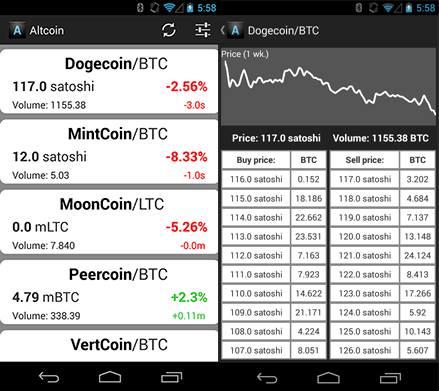 5:58
A Altcoin
Dogecoin/BTC
117.0 satoshi -2.56%
Volume: 1155.38 -3.0s
MintCoin/BTC
12.0 satoshi -8.33%
Volume: 5.03 -1.0s
MoonCoin/LTC
0.0 mLTC -5.26%
Volume: 7.840 -0.0m
Peercoin/BTC
4.79 mBTC +2.3%
Volume: 338.39 +0.11m
VertCoin/BTC
5:58
A Dogecoin/BTC
Price (1 wk.)
Price: 117.0 satoshi Volume: 1155.38 BTC
Buy price: BTC Sell price: BTC
116.0 satoshi 0.152 117.0 satoshi 3.202
115.0 satoshi 18.186 118.0 satoshi 4.684
114.0 satoshi 22.662 119.0 satoshi 7.137
113.0 satoshi 23.531 120.0 satoshi 13.148
112.0 satoshi 7.163 121.0 satoshi 24.124
111.0 satoshi 7.923 122.0 satoshi 8.413
110.0 satoshi 14.622 123.0 satoshi 17.266
109.0 satoshi 21.171 124.0 satoshi 5.92
108.0 satoshi 4.224 125.0 satoshi 10.143
107.0 satoshi 8.051 126.0 satoshi 5.607